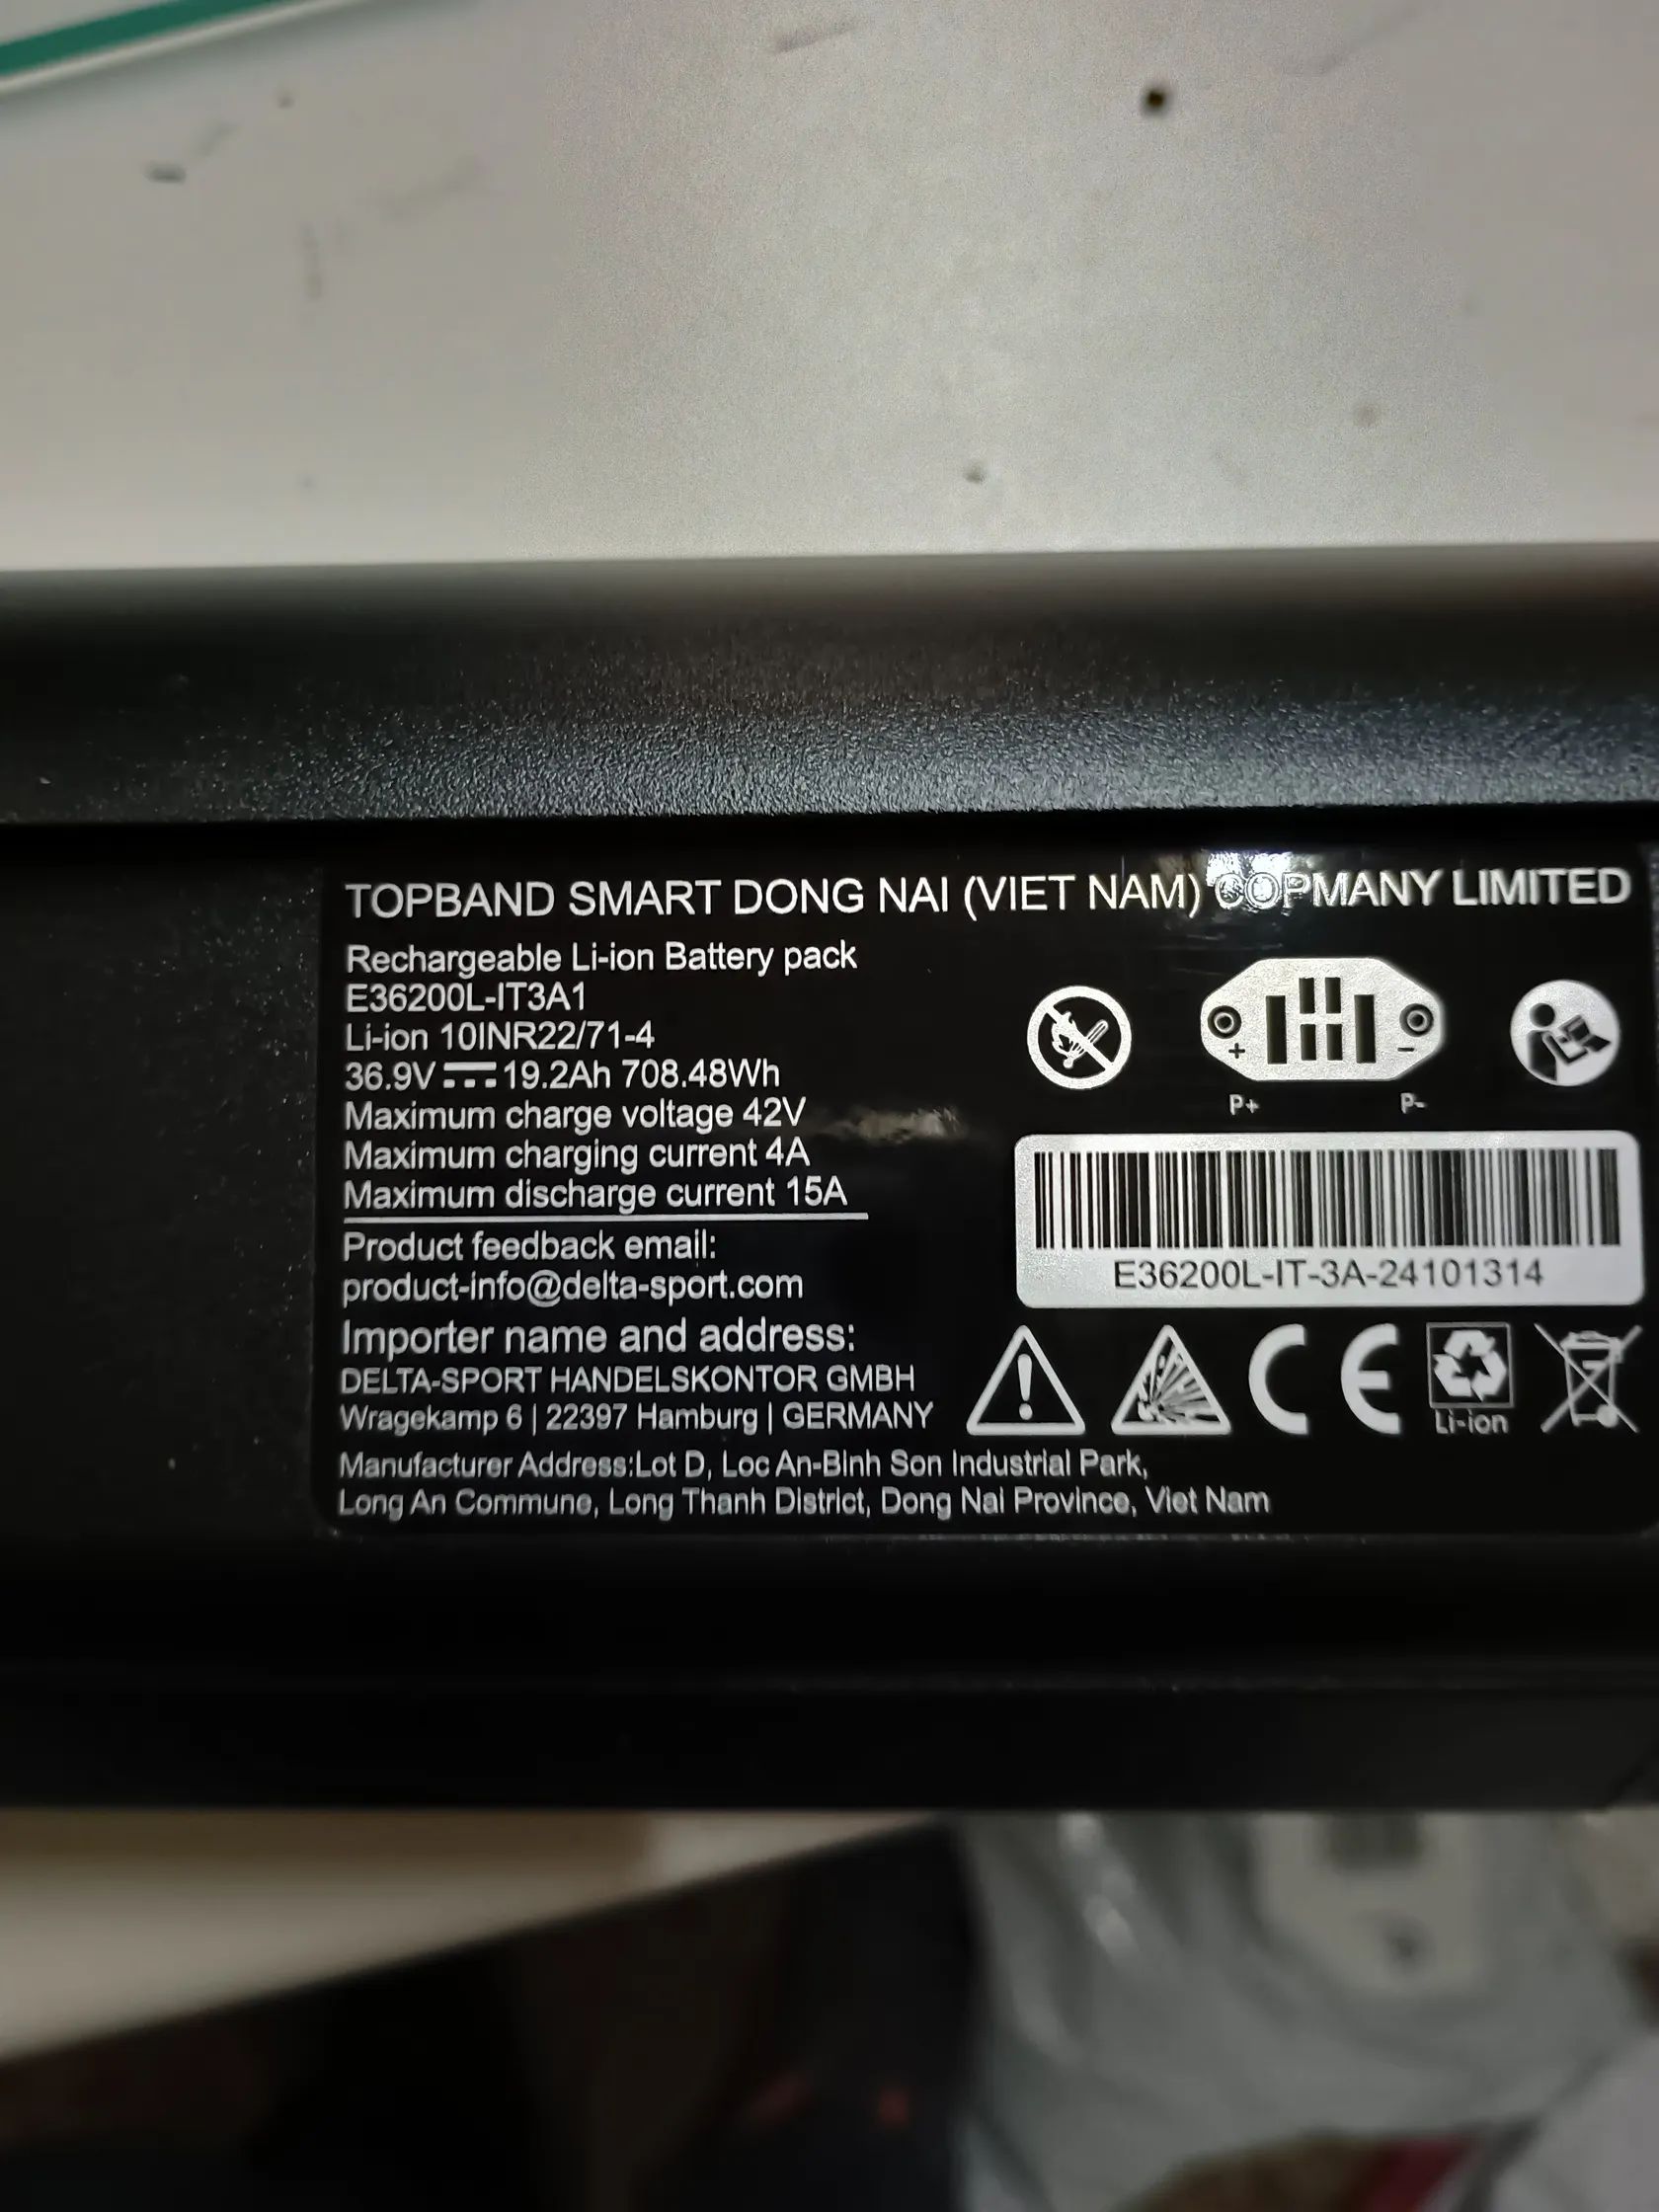 TOPBAND SMART DONG NAI (VIET NAM) COPMANY LIMITED
Rechargeable Li-ion Battery pack
E36200L-IT3A1
Li-ion 10INR22/71-4
36.9V⎓19.2Ah 708.48Wh
Maximum charge voltage 42V
Maximum charging current 4A
Maximum discharge current 15A
+ −
P+ P-
E36200L-IT-3A-24101314
Product feedback email:
product-info@delta-sport.com
Importer name and address:
DELTA-SPORT HANDELSKONTOR GMBH
Wragekamp 6 | 22397 Hamburg | GERMANY
CE
Li-ion
Manufacturer Address:Lot D, Loc An-Binh Son Industrial Park,
Long An Commune, Long Thanh District, Dong Nai Province, Viet Nam